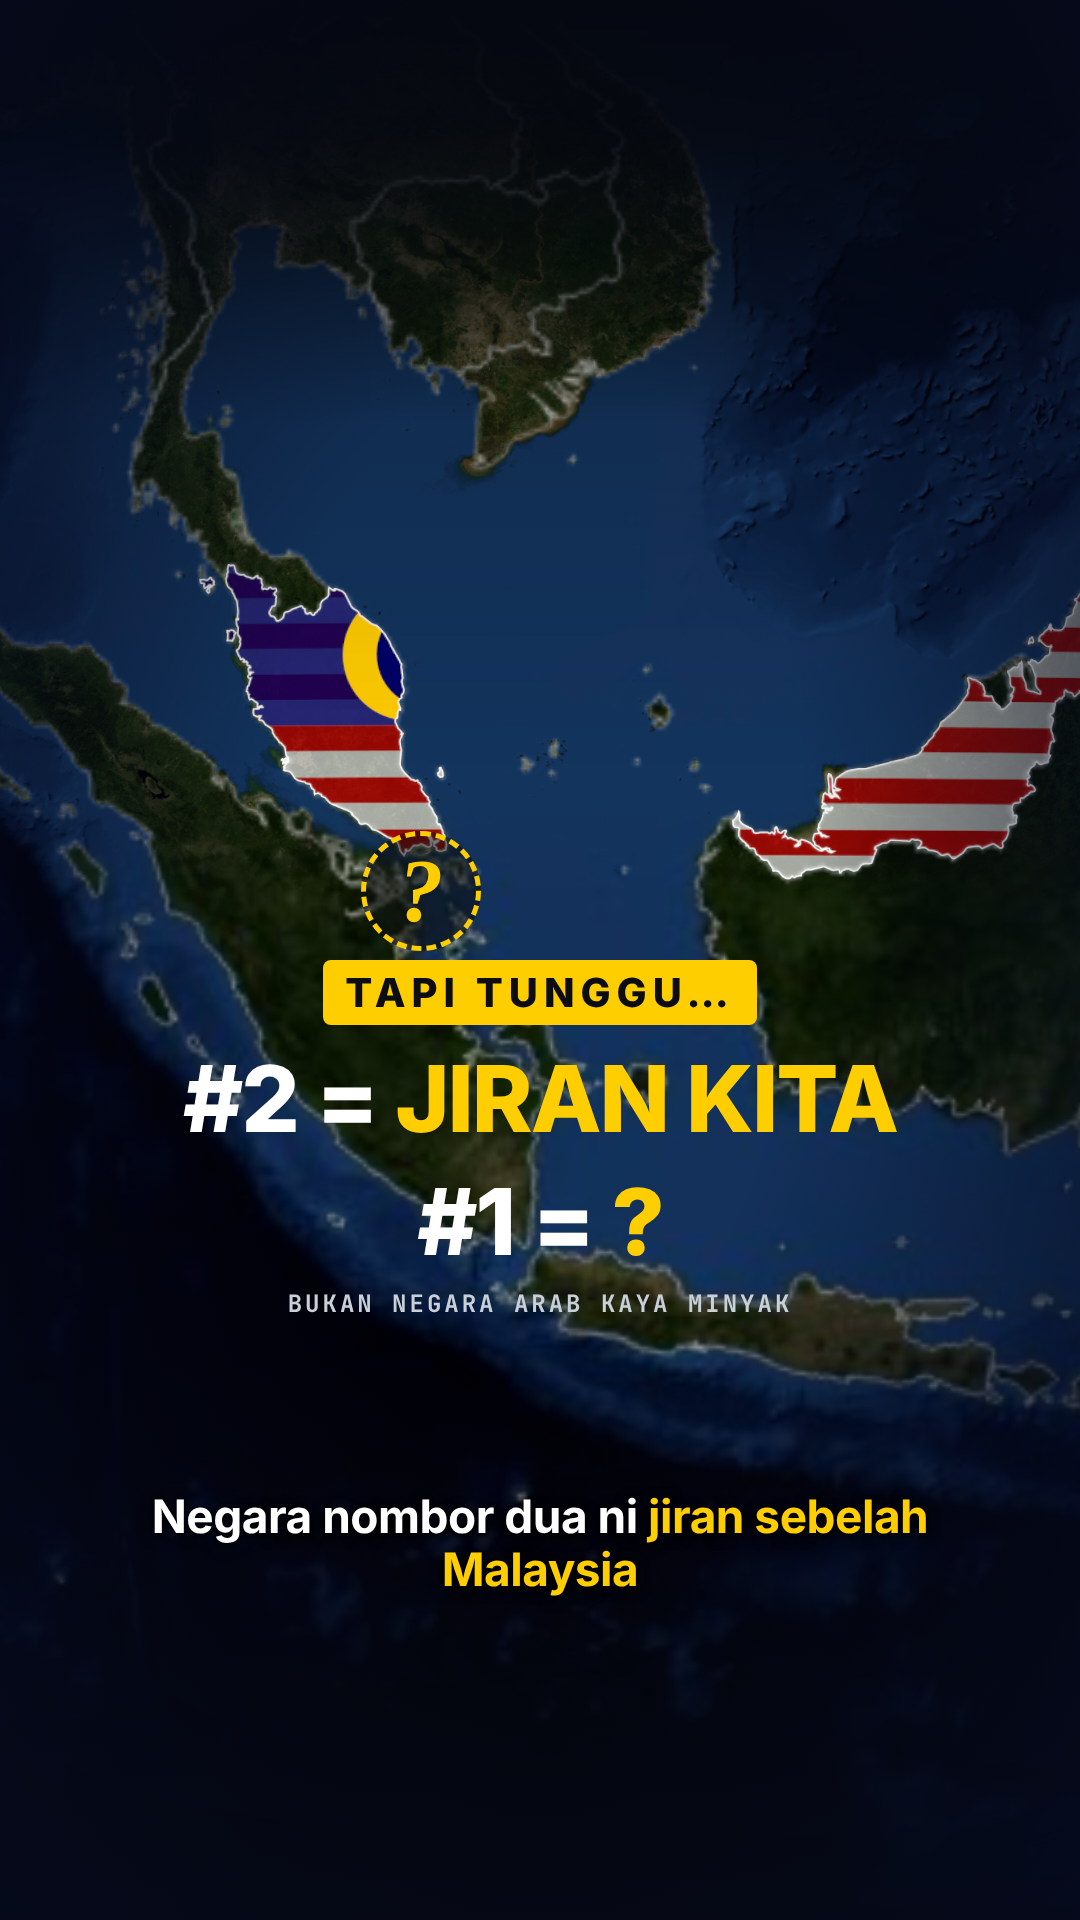 ?
TAPI TUNGGU...
#2 = JIRAN KITA
#1 = ?
BUKAN NEGARA ARAB KAYA MINYAK
Negara nombor dua ni jiran sebelah
Malaysia